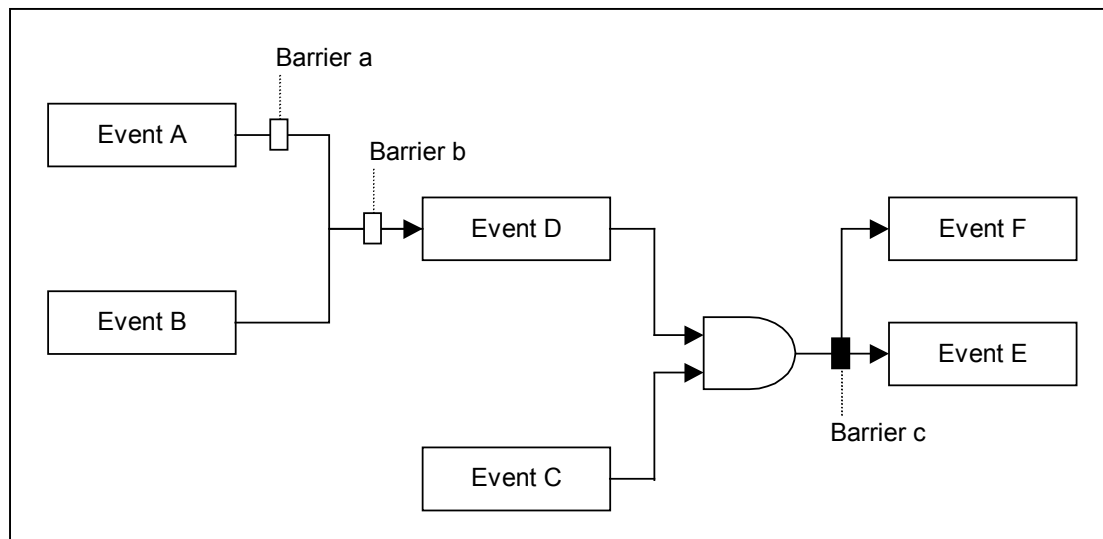 Barrier a
Event A
Barrier b
Event D
Event F
Event B
Event E
Barrier c
Event C